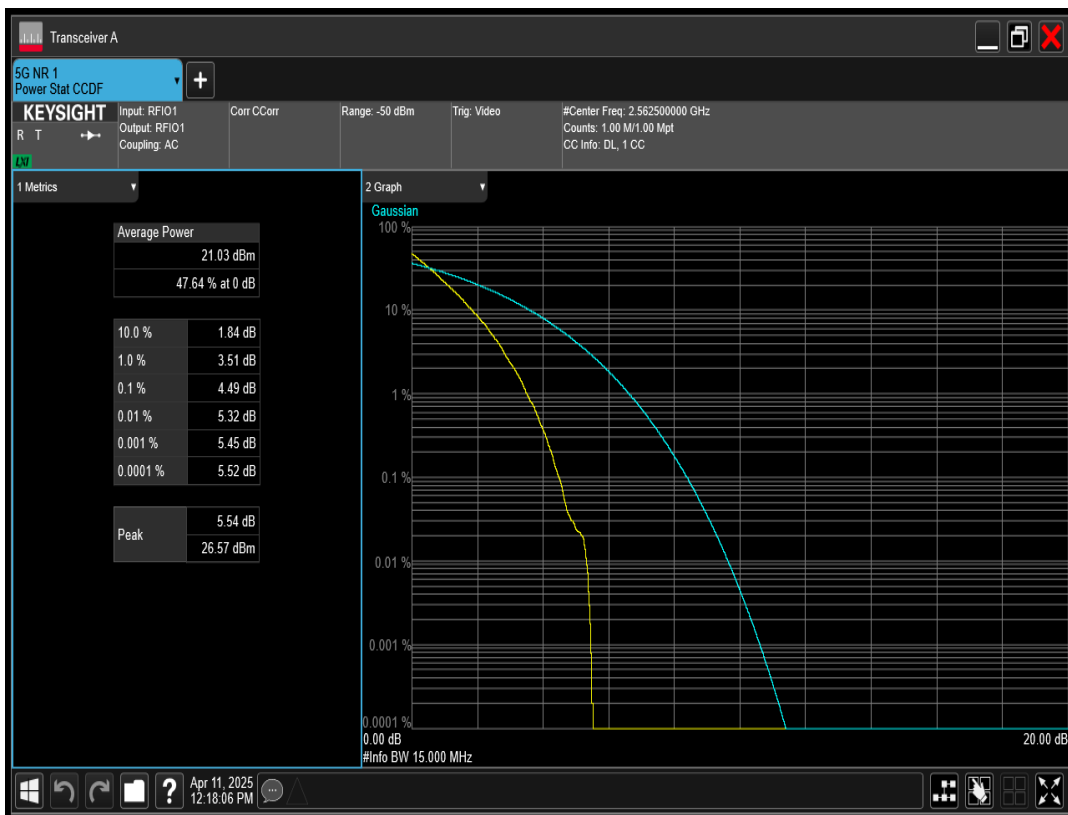 Transceiver A
5G NR 1
Power Stat CCDF
KEYSIGHT
R T
LXI
Input: RFIO1
Output: RFIO1
Coupling: AC
Corr CCorr
Range: -50 dBm
Trig: Video
#Center Freq: 2.562500000 GHz
Counts: 1.00 M/1.00 Mpt
CC Info: DL, 1 CC
1 Metrics
Average Power
21.03 dBm
47.64 % at 0 dB
10.0 % 1.84 dB
1.0 % 3.51 dB
0.1 % 4.49 dB
0.01 % 5.32 dB
0.001 % 5.45 dB
0.0001 % 5.52 dB
Peak 5.54 dB
26.57 dBm
2 Graph
Gaussian
100 %
10 %
1 %
0.1 %
0.01 %
0.001 %
0.0001 %
0.00 dB 20.00 dB
#Info BW 15.000 MHz
? Apr 11, 2025
12:18:06 PM